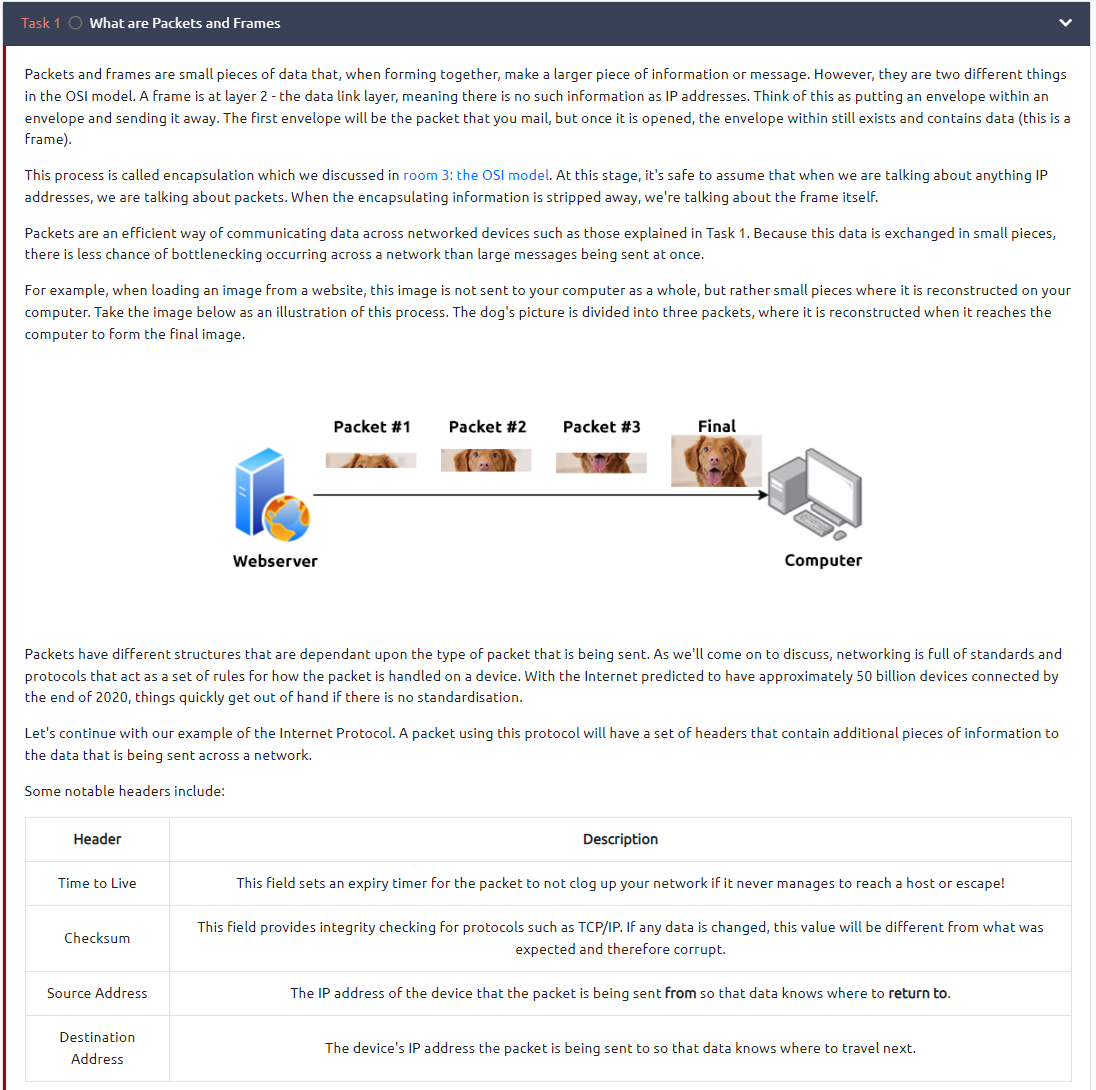 Task 1 What are Packets and Frames
Packets and frames are small pieces of data that, when forming together, make a larger piece of information or message. However, they are two different things
in the OSI model. A frame is at layer 2 - the data link layer, meaning there is no such information as IP addresses. Think of this as putting an envelope within an
envelope and sending it away. The first envelope will be the packet that you mail, but once it is opened, the envelope within still exists and contains data (this is a
frame).
This process is called encapsulation which we discussed in room 3: the OSI model. At this stage, it's safe to assume that when we are talking about anything IP
addresses, we are talking about packets. When the encapsulating information is stripped away, we're talking about the frame itself.
Packets are an efficient way of communicating data across networked devices such as those explained in Task 1. Because this data is exchanged in small pieces,
there is less chance of bottlenecking occurring across a network than large messages being sent at once.
For example, when loading an image from a website, this image is not sent to your computer as a whole, but rather small pieces where it is reconstructed on your
computer. Take the image below as an illustration of this process. The dog's picture is divided into three packets, where it is reconstructed when it reaches the
computer to form the final image.
Packet #1 Packet #2 Packet #3 Final
Webserver Computer
Packets have different structures that are dependant upon the type of packet that is being sent. As we'll come on to discuss, networking is full of standards and
protocols that act as a set of rules for how the packet is handled on a device. With the Internet predicted to have approximately 50 billion devices connected by
the end of 2020, things quickly get out of hand if there is no standardisation.
Let's continue with our example of the Internet Protocol. A packet using this protocol will have a set of headers that contain additional pieces of information to
the data that is being sent across a network.
Some notable headers include:
Header Description
Time to Live This field sets an expiry timer for the packet to not clog up your network if it never manages to reach a host or escape!
Checksum This field provides integrity checking for protocols such as TCP/IP. If any data is changed, this value will be different from what was
expected and therefore corrupt.
Source Address The IP address of the device that the packet is being sent from so that data knows where to return to.
Destination
Address The device's IP address the packet is being sent to so that data knows where to travel next.